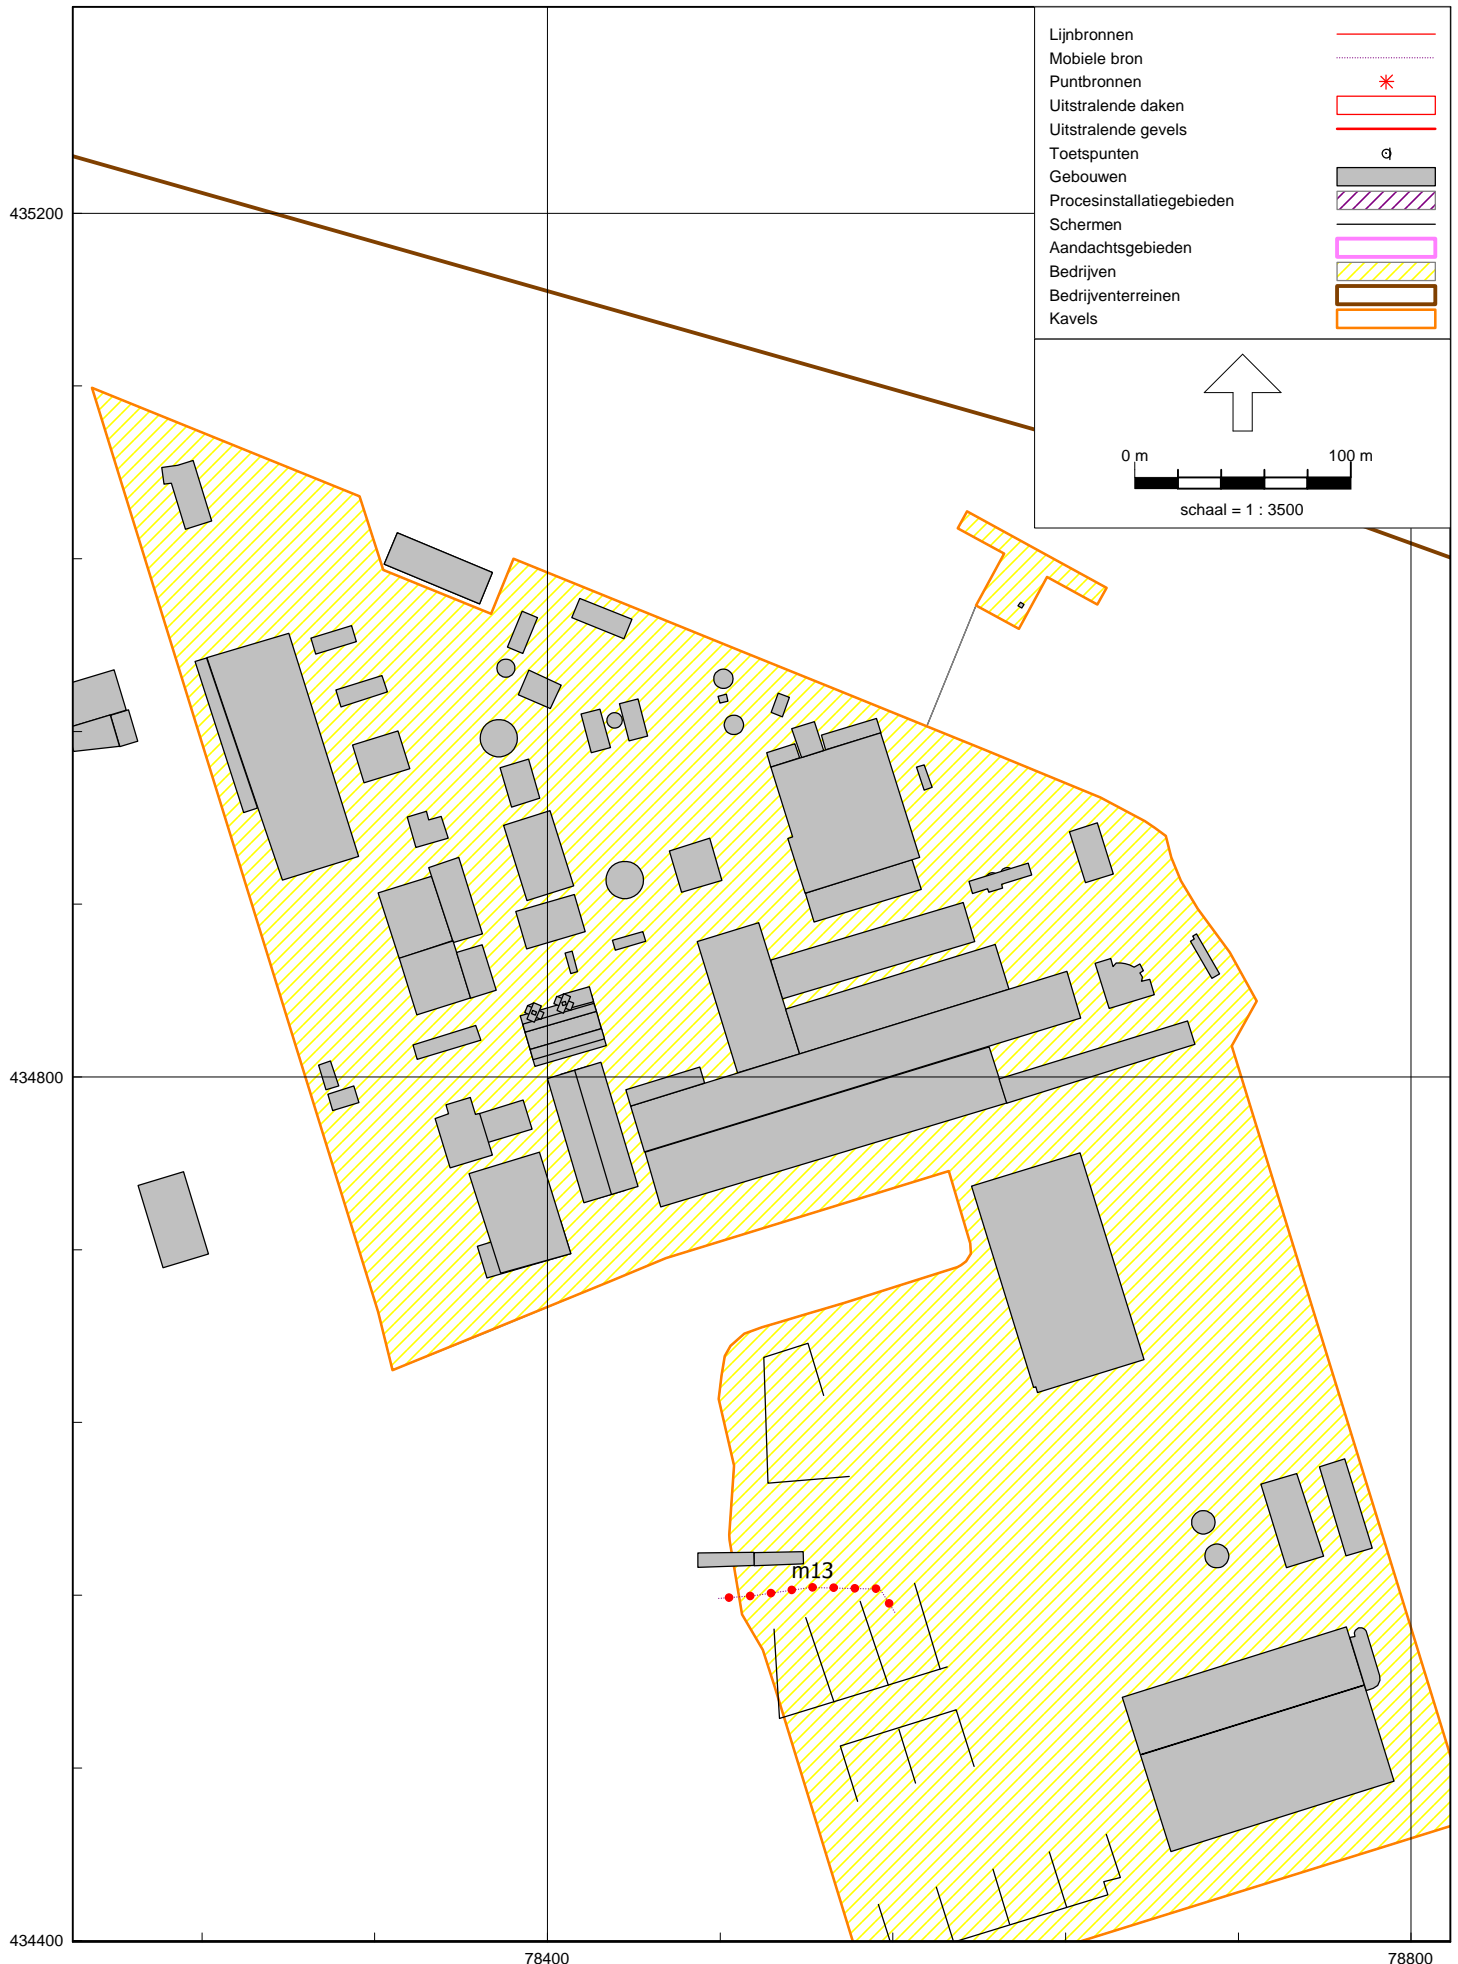 Lijnbronnen
Mobiele bron
Puntbronnen
Uitstralende daken
Uitstralende gevels
Toetspunten
Gebouwen
Procesinstallatiegebieden
Schermen
Aandachtsgebieden
Bedrijven
Bedrijventerreinen
Kavels
0 m 100 m
schaal = 1 : 3500
435200
434800
m13
434400
78400 78800